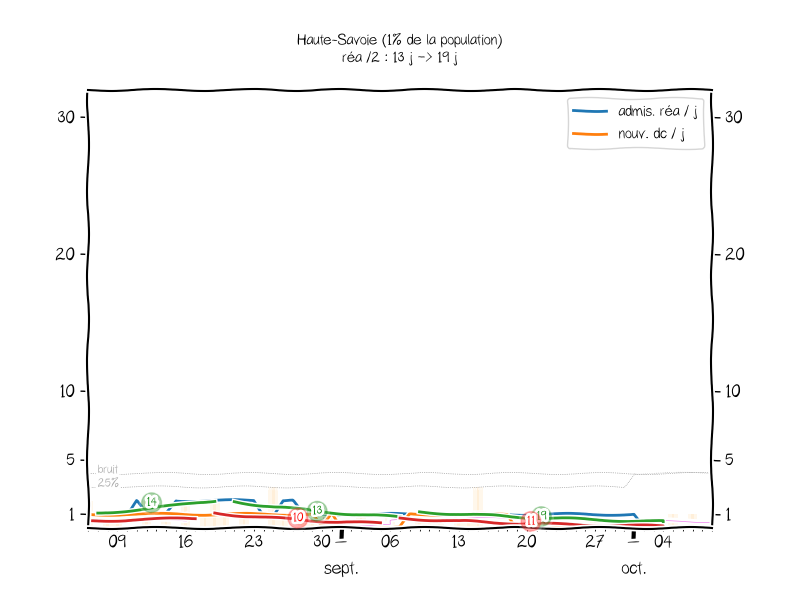 Haute-Savoie (1% de la population)
réa /2 : 13 j -> 19 j
admis. réa / j
nouv. dc / j
30
30
20
20
10
10
bruit
5
5
25%
14
13
10
19
11
1
1
09 16 23 30 06 13 20 27 04
sept. oct.